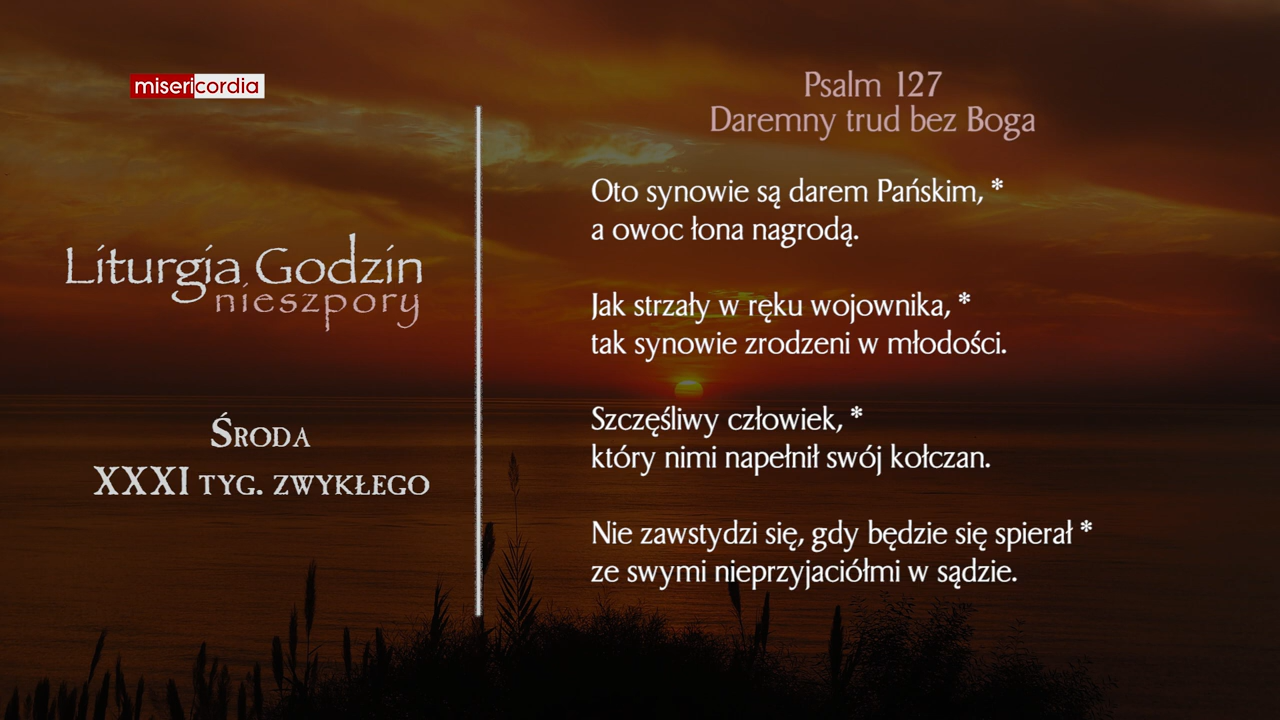 misericordia
Liturgia Godzin
nieszpory
Środa
XXXI tyg. zwykłego
Psalm 127
Daremny trud bez Boga
Oto synowie są darem Pańskim, *
a owoc łona nagrodą.
Jak strzały w ręku wojownika, *
tak synowie zrodzeni w młodości.
Szczęśliwy człowiek, *
który nimi napełnił swój kołczan.
Nie zawstydzi się, gdy będzie się spierał *
ze swymi nieprzyjaciółmi w sądzie.